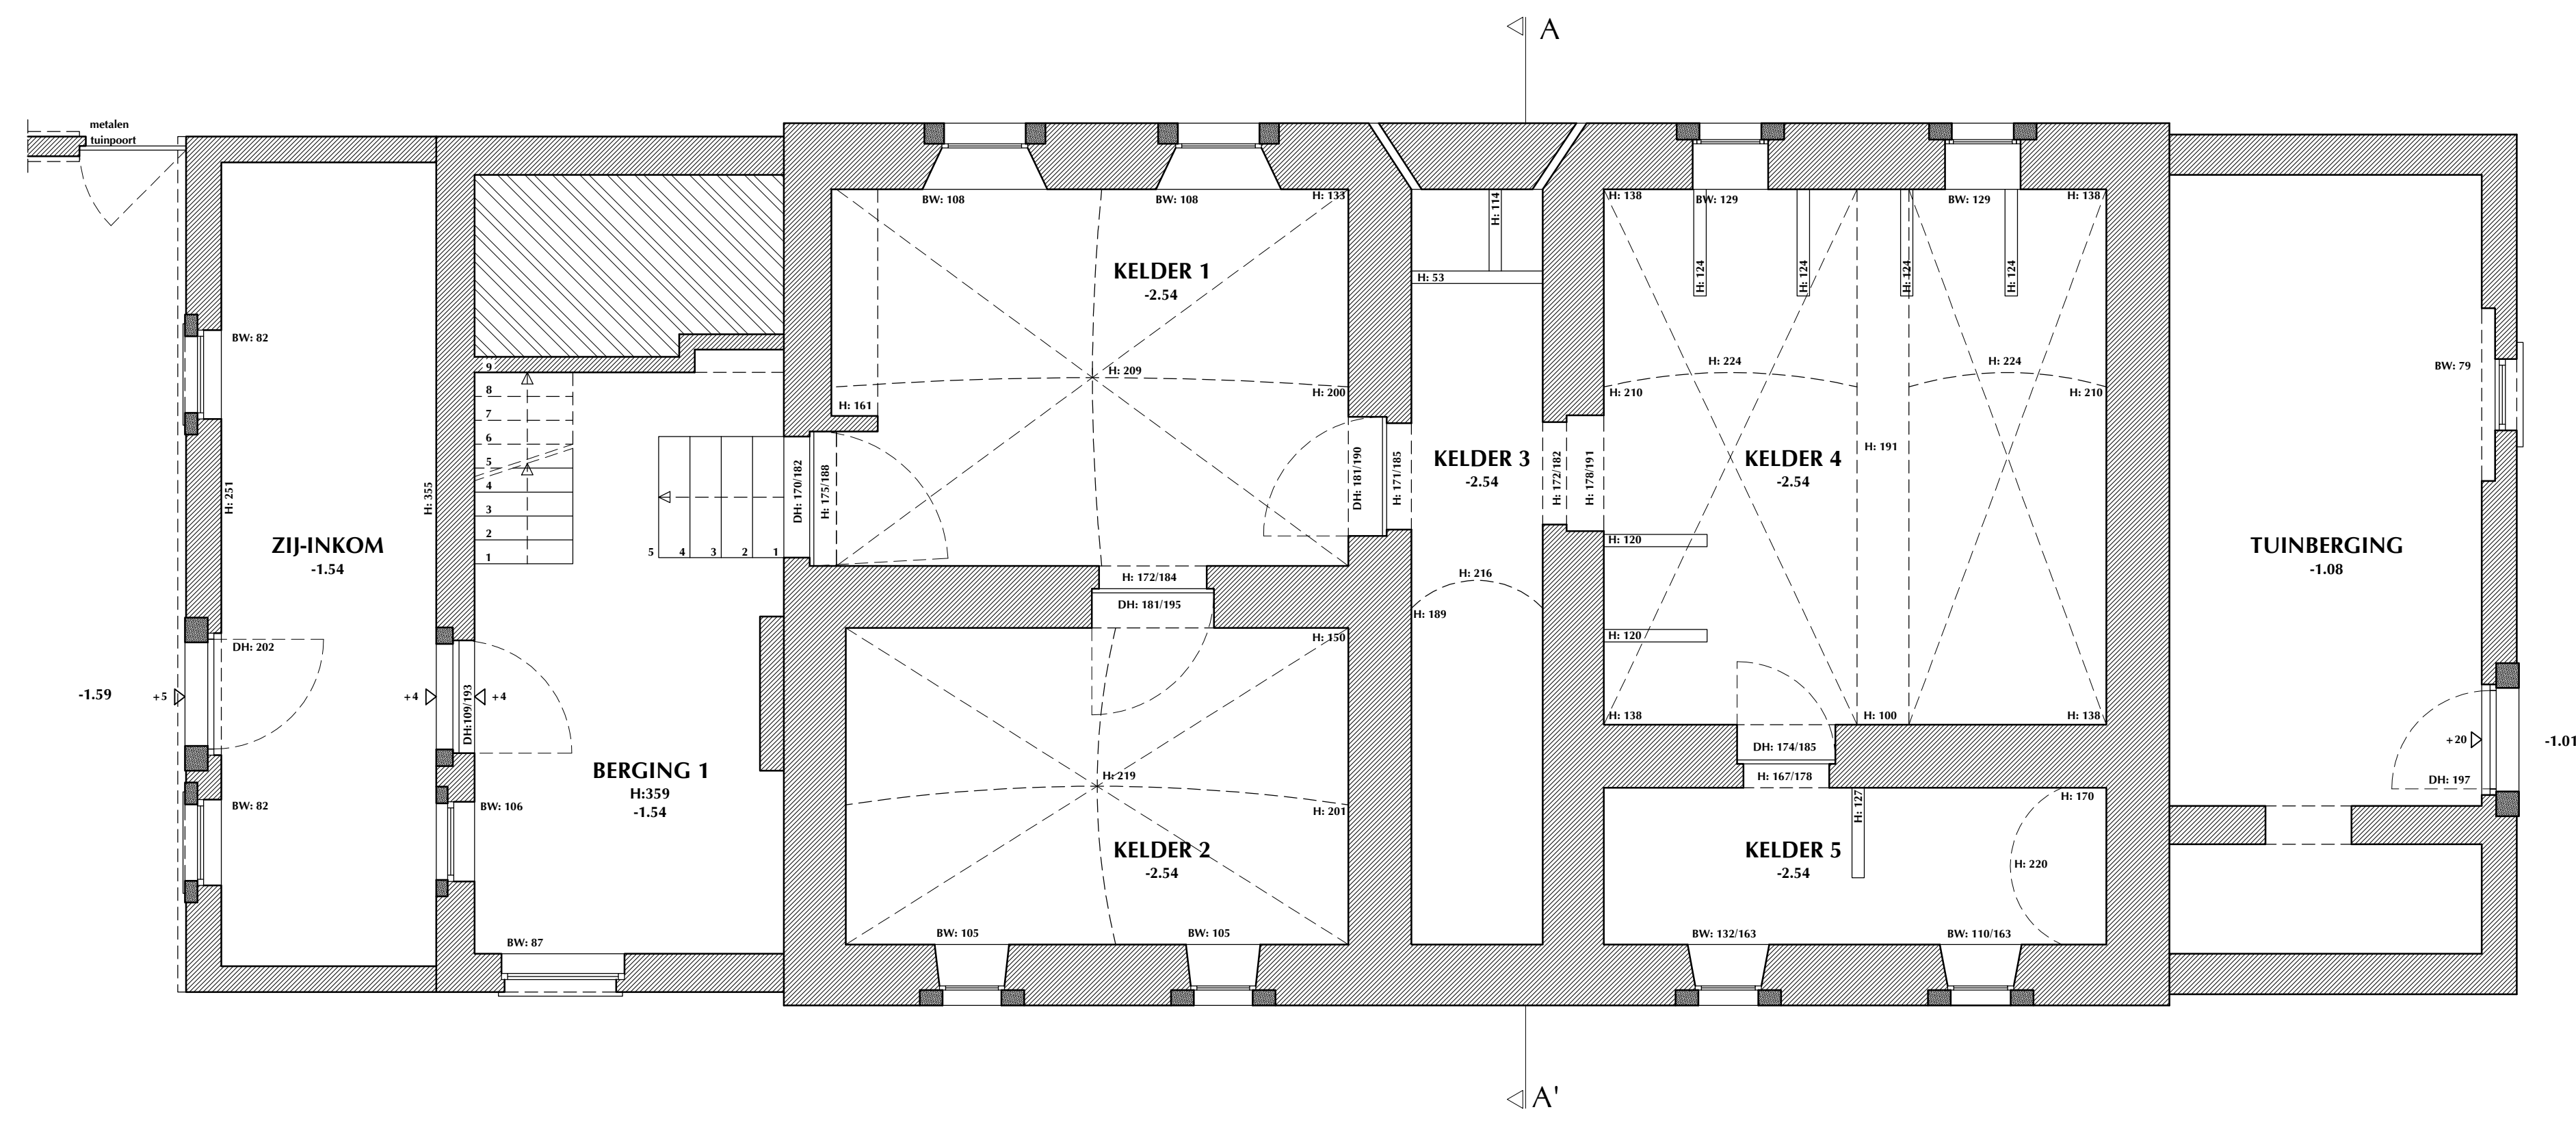 A
metalen
tuinpoort
H: 114
H: 138
BW: 129
BW: 129
H: 138
BW: 108
BW: 108
H: 133
H: 124
H: 124
H: 124
H: 124
KELDER 1
-2.54
H: 53
BW: 82
H: 224
H: 224
BW: 79
9
8
7
6
5
4
3
2
1
H: 209
H: 161
H: 200
H: 210
H: 210
H: 191
KELDER 3
-2.54
KELDER 4
-2.54
H: 251
H: 355
DH: 170/182
H: 175/188
DH: 181/190
H: 171/185
H: 172/182
H: 178/191
5
4
3
2
1
ZIJ-INKOM
-1.54
H: 120
TUINBERGING
-1.08
H: 172/184
H: 216
DH: 181/195
H: 189
H: 150
H: 120
DH: 202
-1.59
+5
+4
DH:109/193
+4
H: 138
H: 100
H: 138
DH: 174/185
+20
-1.01
BERGING 1
H:359
-1.54
H: 219
H: 167/178
DH: 197
BW: 82
BW: 106
H: 201
H: 127
H: 170
KELDER 2
-2.54
KELDER 5
-2.54
H: 220
BW: 87
BW: 105
BW: 105
BW: 132/163
BW: 110/163
A'